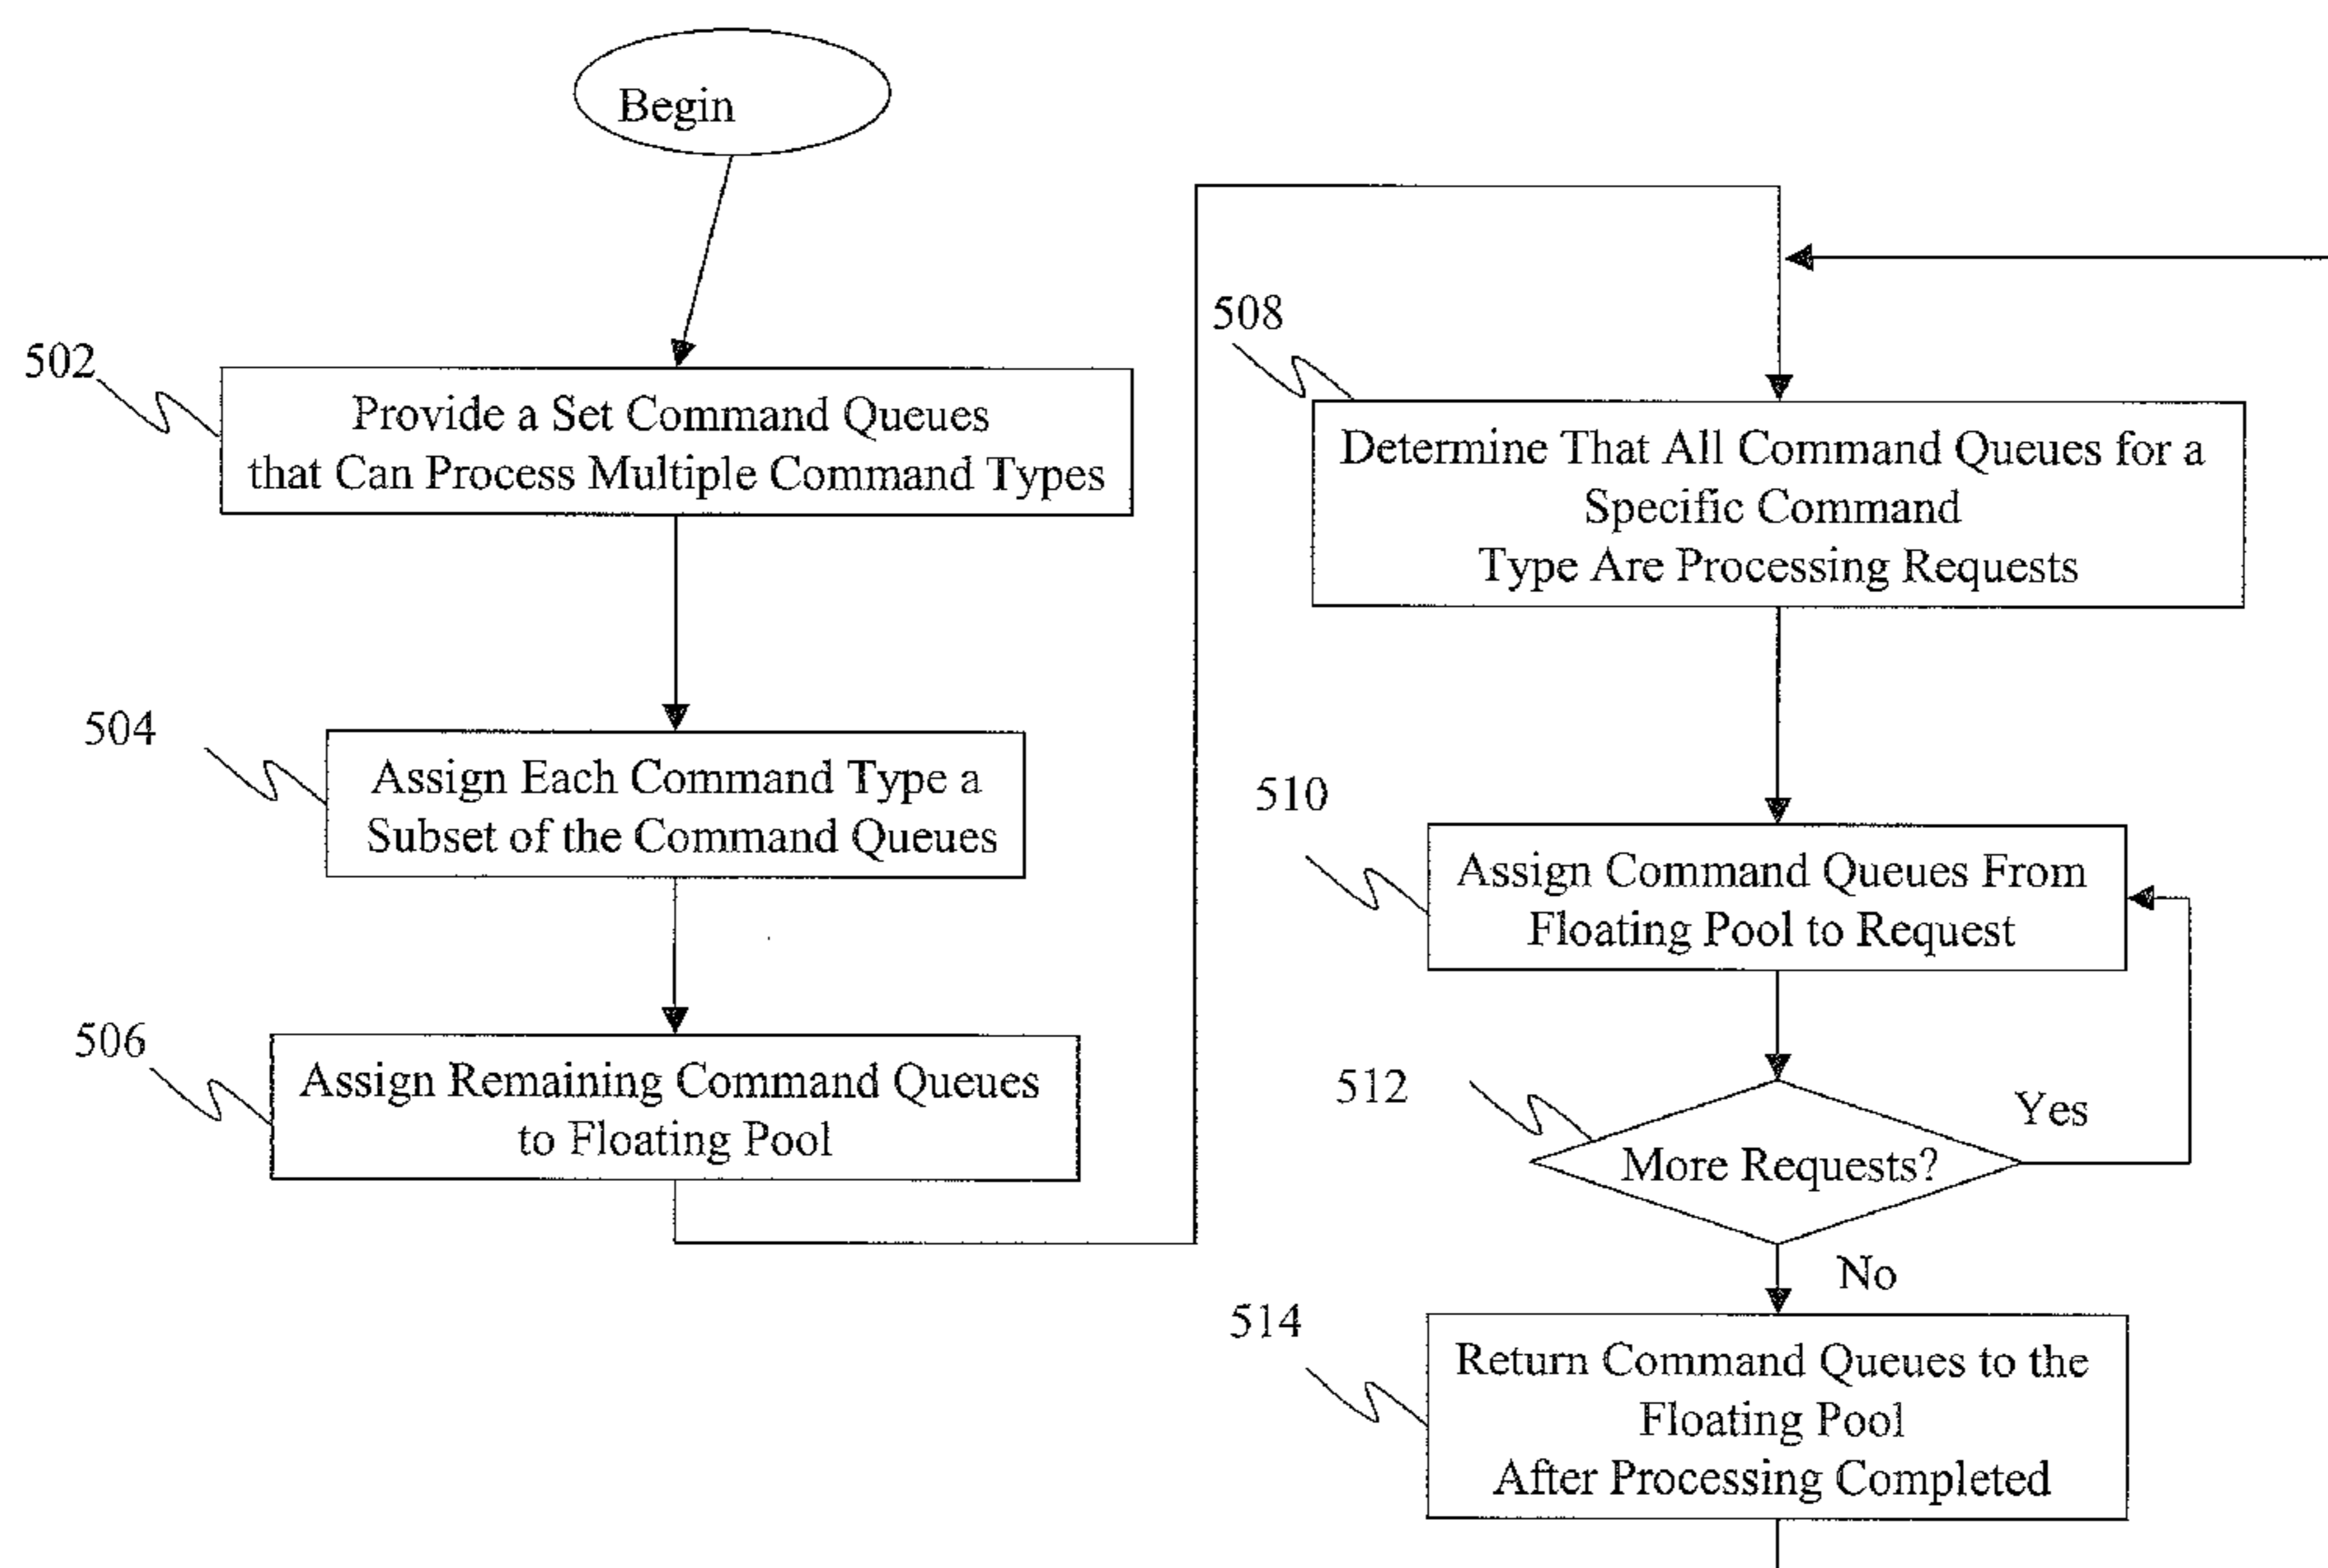 Begin
502
Provide a Set Command Queues
that Can Process Multiple Command Types
504
Assign Each Command Type a
Subset of the Command Queues
506
Assign Remaining Command Queues
to Floating Pool
508
Determine That All Command Queues for a
Specific Command
Type Are Processing Requests
510
Assign Command Queues From
Floating Pool to Request
512
More Requests?
Yes
No
514
Return Command Queues to the
Floating Pool
After Processing Completed